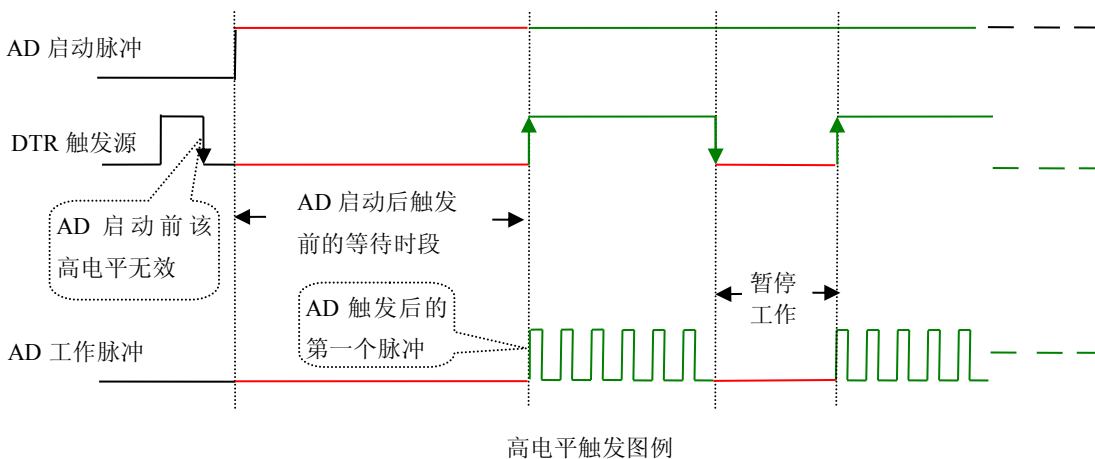 AD 启动脉冲
DTR 触发源
AD 启动前该
高电平无效
AD 启动后触发
前的等待时段
暂停
工作
AD 触发后的
第一个脉冲
AD 工作脉冲
高电平触发图例